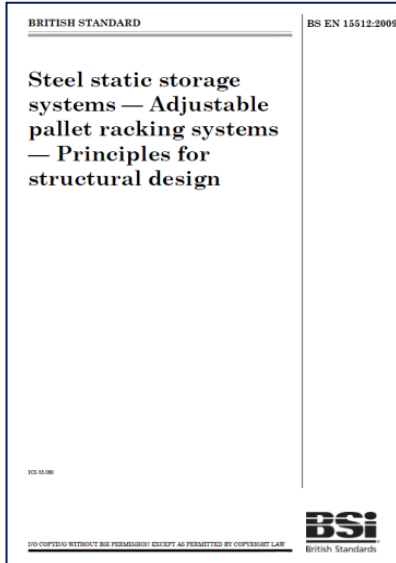 BRITISH STANDARD
BS EN 15512:2009
Steel static storage
systems — Adjustable
pallet racking systems
— Principles for
structural design
NO COPYING WITHOUT BSI PERMISSION EXCEPT AS PERMITTED BY COPYRIGHT LAW
BSi
British Standards